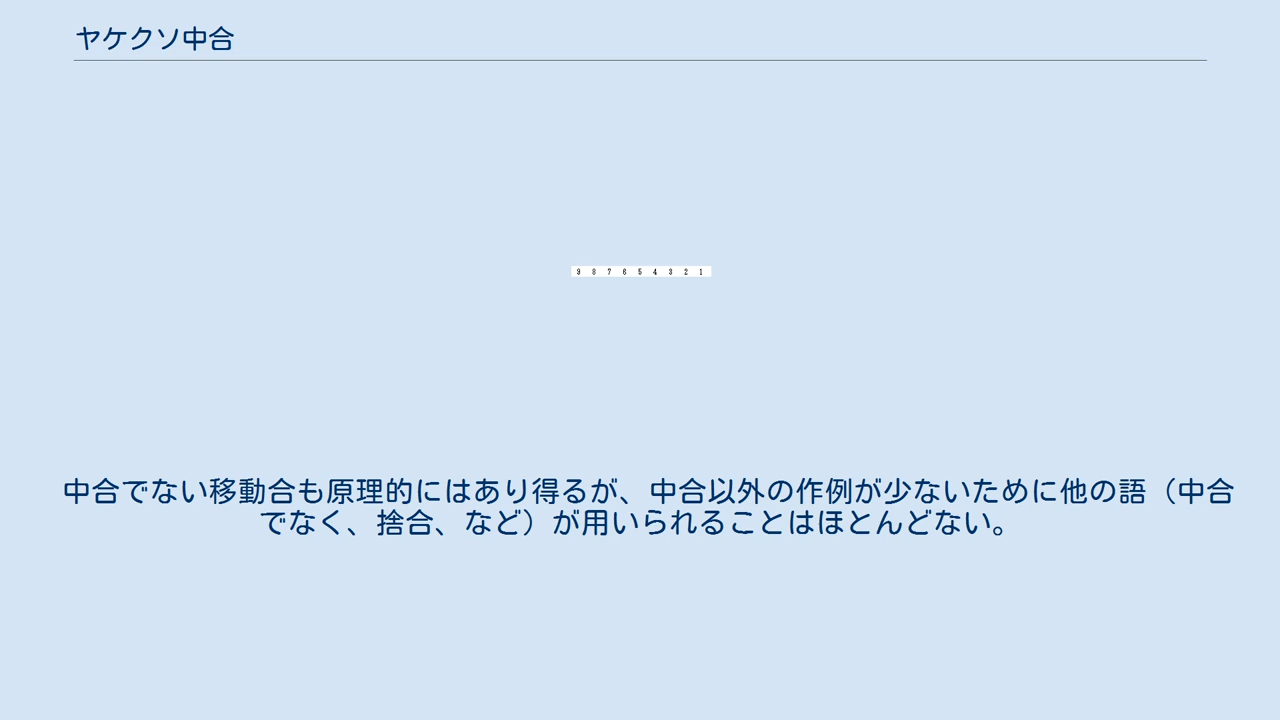 ヤケクソ中合
9 8 7 6 5 4 3 2 1
中合でない移動合も原理的にはあり得るが、中合以外の作例が少ないために他の語（中合
でなく、捨合、など）が用いられることはほとんどない。